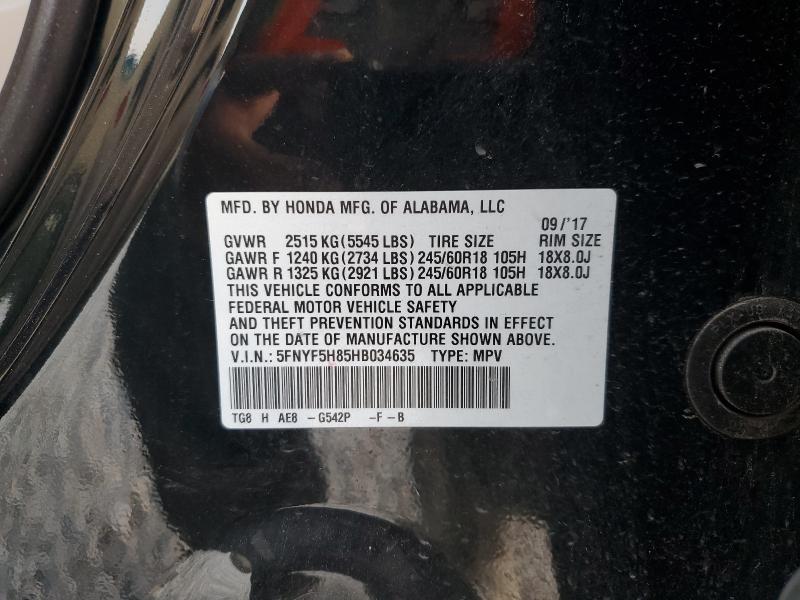 MFD. BY HONDA MFG. OF ALABAMA, LLC
09/'17
GVWR 2515 KG(5545 LBS) TIRE SIZE RIM SIZE
GAWR F 1240 KG(2734 LBS)245/60R18 105H 18X8.0J
GAWR R 1325 KG(2921 LBS)245/60R18 105H 18X8.0J
THIS VEHICLE CONFORMS TO ALL APPLICABLE
FEDERAL MOTOR VEHICLE SAFETY
AND THEFT PREVENTION STANDARDS IN EFFECT
ON THE DATE OF MANUFACTURE SHOWN ABOVE.
V.I.N.: 5FNYF5H85HB034635 TYPE: MPV
TG8 H AE8 -G542P -F -B